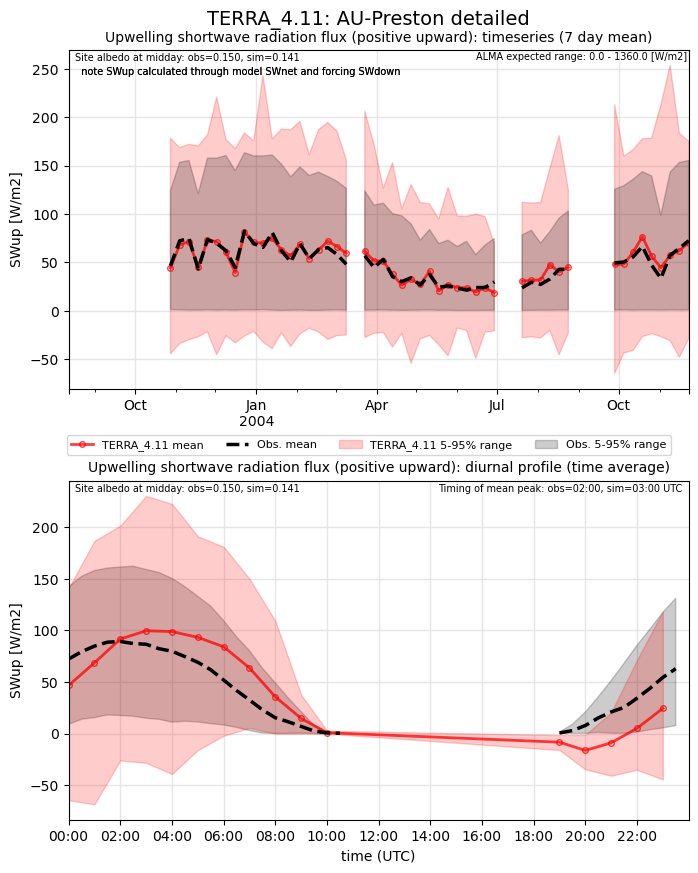 TERRA_4.11: AU-Preston detailed
Upwelling shortwave radiation flux (positive upward): timeseries (7 day mean)
Site albedo at midday: obs=0.150, sim=0.141
ALMA expected range: 0.0 - 1360.0 [W/m2]
note SWup calculated through model SWnet and forcing SWdown
250
200
150
100
50
0
−50
SWup [W/m2]
Oct Jan Apr Jul Oct
2004
TERRA_4.11 mean Obs. mean TERRA_4.11 5-95% range Obs. 5-95% range
Upwelling shortwave radiation flux (positive upward): diurnal profile (time average)
Site albedo at midday: obs=0.150, sim=0.141
Timing of mean peak: obs=02:00, sim=03:00 UTC
200
150
100
50
0
−50
SWup [W/m2]
00:00 02:00 04:00 06:00 08:00 10:00 12:00 14:00 16:00 18:00 20:00 22:00
time (UTC)